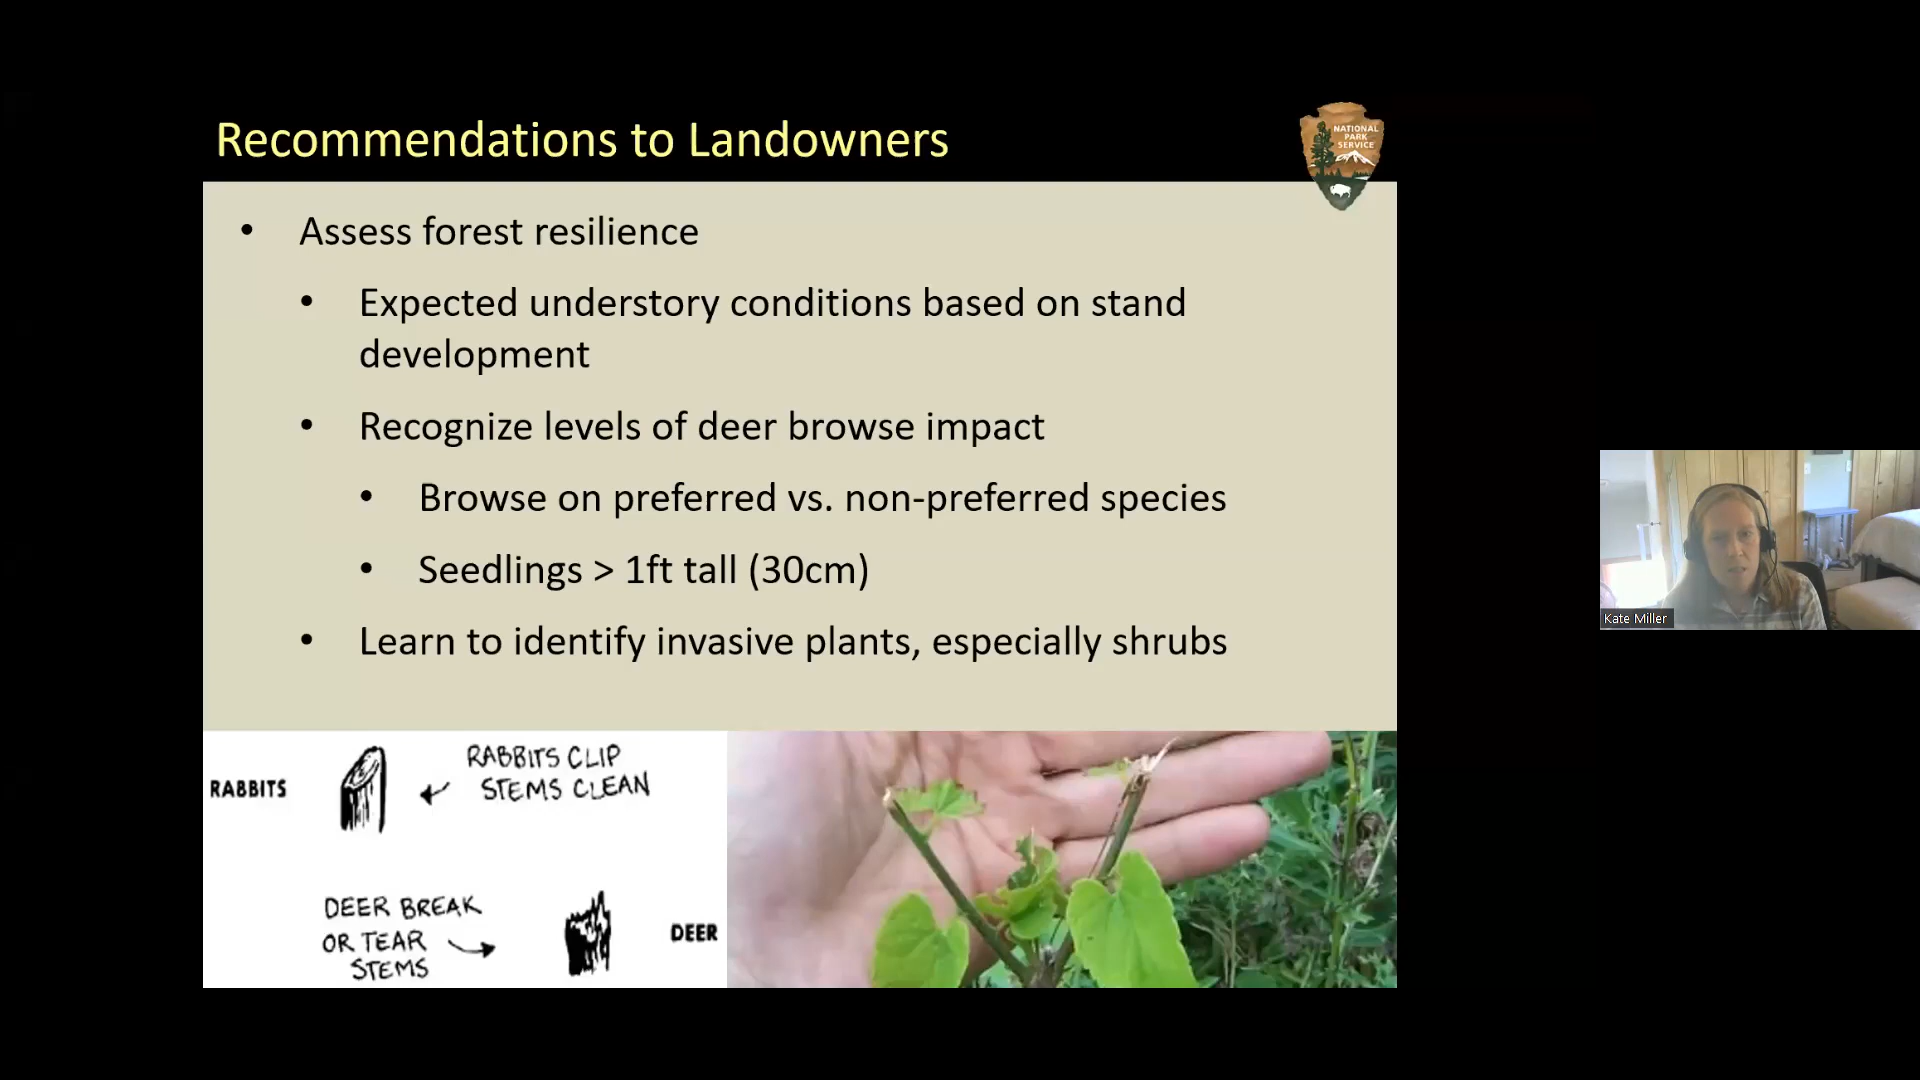 Recommendations to Landowners
NATIONAL
PARK
SERVICE
• Assess forest resilience
• Expected understory conditions based on stand
development
• Recognize levels of deer browse impact
• Browse on preferred vs. non-preferred species
• Seedlings > 1ft tall (30cm)
• Learn to identify invasive plants, especially shrubs
Kate Miller
RABBITS
RABBITS CLIP
STEMS CLEAN
DEER BREAK
OR TEAR
STEMS
DEER